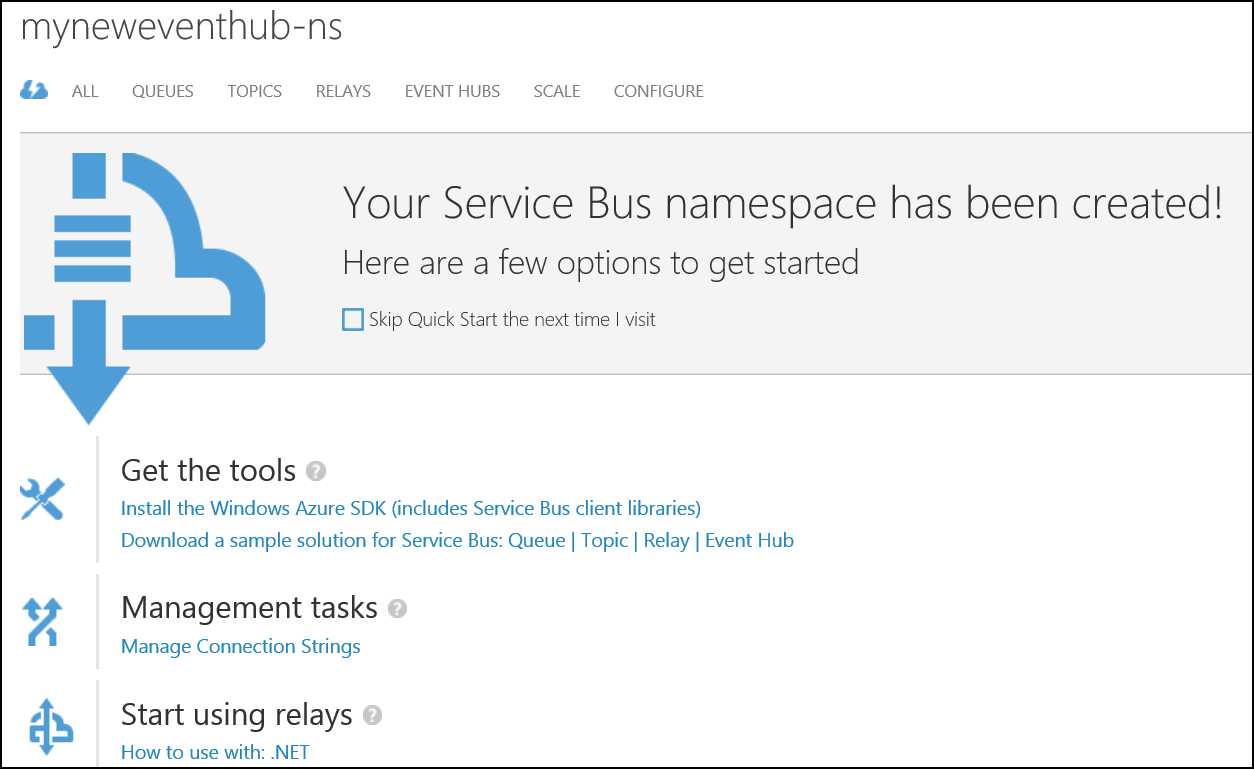 myneweventhub-ns
ALL QUEUES TOPICS RELAYS EVENT HUBS SCALE CONFIGURE
Your Service Bus namespace has been created!
Here are a few options to get started
Skip Quick Start the next time I visit
Get the tools ?
Install the Windows Azure SDK (includes Service Bus client libraries)
Download a sample solution for Service Bus: Queue | Topic | Relay | Event Hub
Management tasks ?
Manage Connection Strings
Start using relays ?
How to use with: .NET